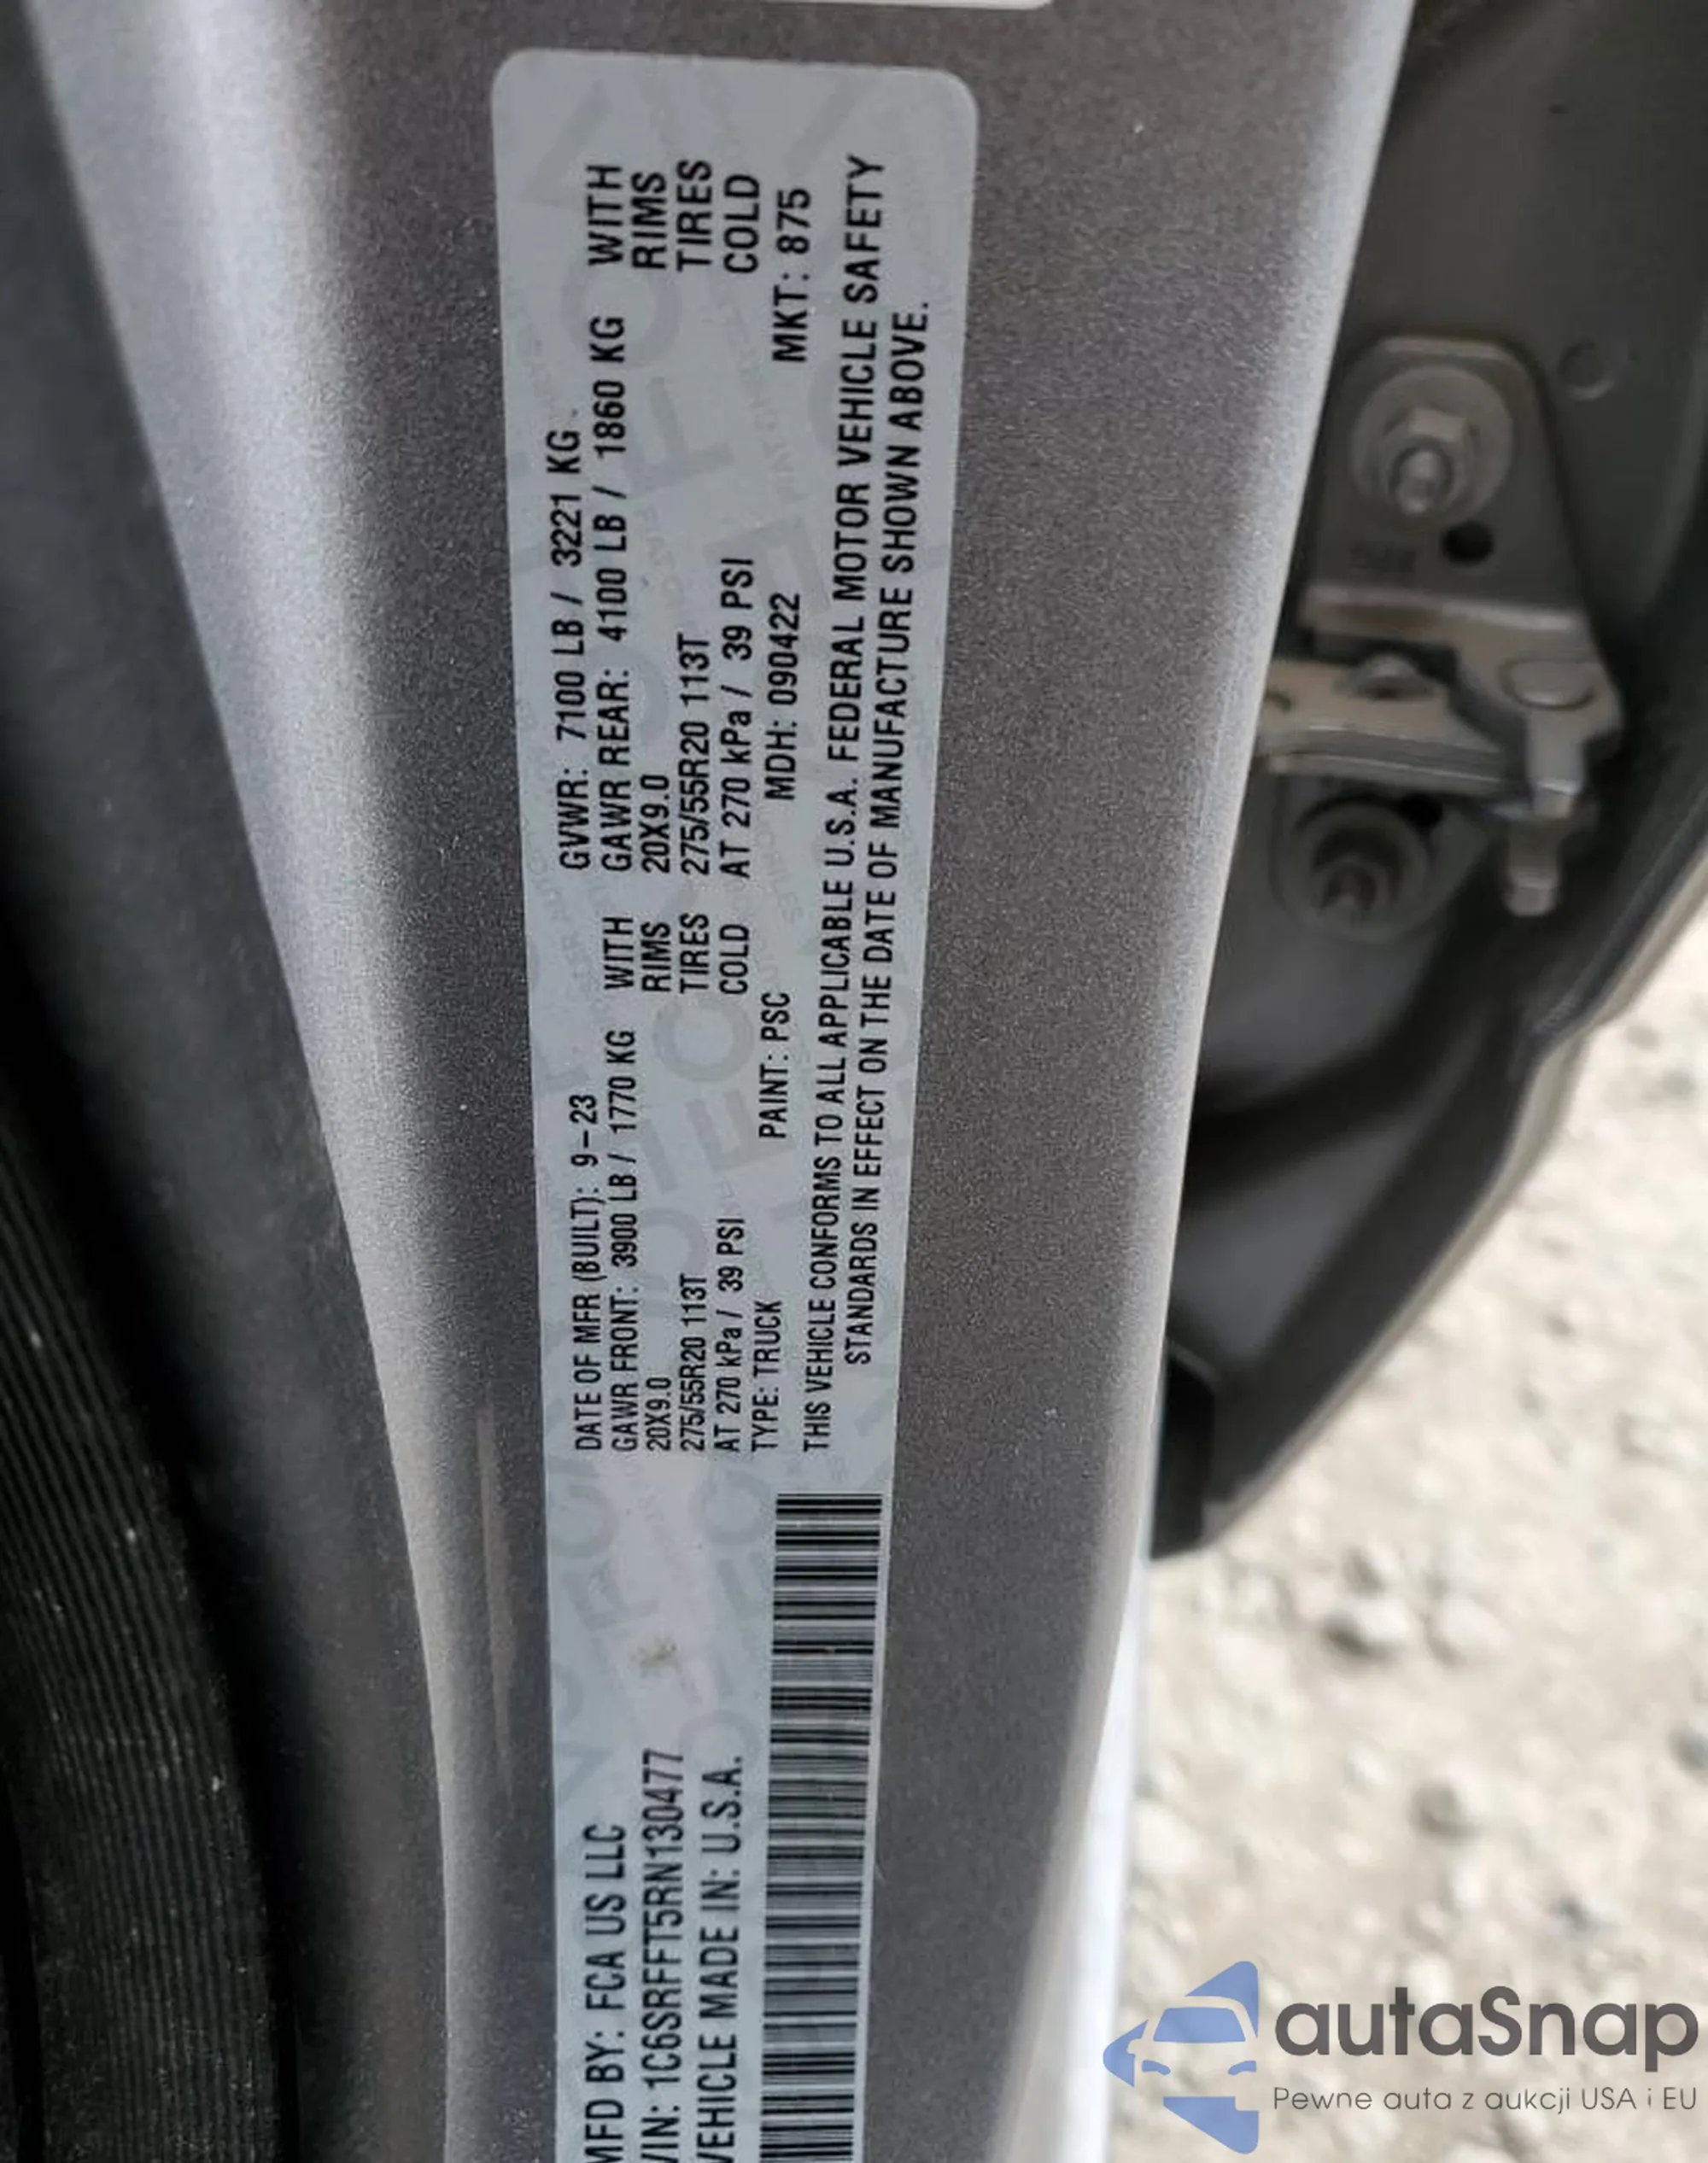 MFD BY: FCA US LLC
VIN: 1C6SRFFT5RN130477
VEHICLE MADE IN: U.S.A.
DATE OF MFR (BUILT): 9-23 GVWR: 7100 LB / 3221 KG
GAWR FRONT: 3900 LB / 1770 KG WITH GAWR REAR: 4100 LB / 1860 KG WITH
20X9.0 RIMS 20X9.0 RIMS
275/55R20 113T TIRES 275/55R20 113T TIRES
AT 270 kPa / 39 PSI COLD AT 270 kPa / 39 PSI COLD
TYPE: TRUCK PAINT: PSC MDH: 090422 MKT: 875
THIS VEHICLE CONFORMS TO ALL APPLICABLE U.S.A. FEDERAL MOTOR VEHICLE SAFETY
STANDARDS IN EFFECT ON THE DATE OF MANUFACTURE SHOWN ABOVE.
autaSnap
Pewne auta z aukcji USA i EU